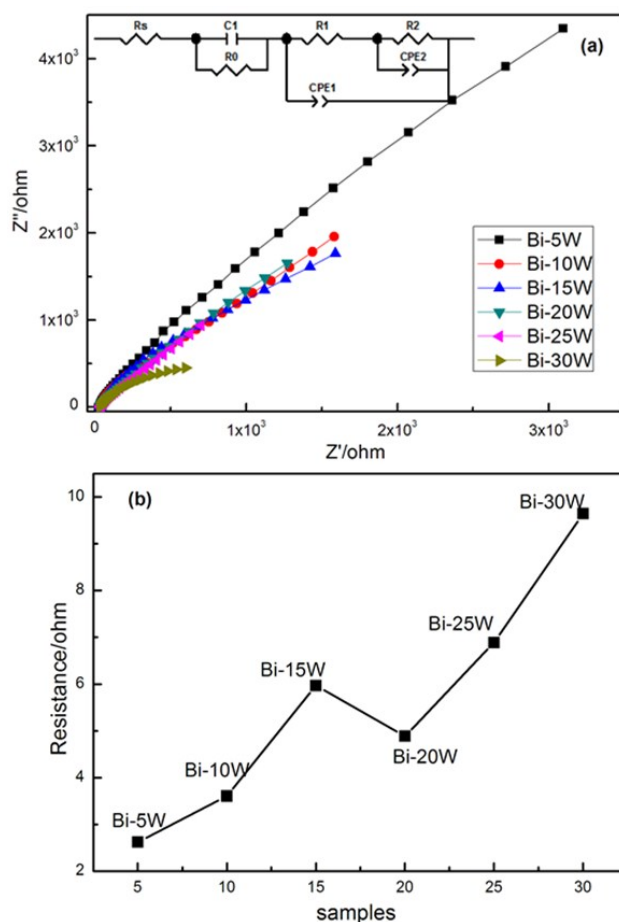 Rs C1 R1 R2
R0 CPE2
CPE1
(a)
4x10³
3x10³
2x10³
1x10³
0
Z''/ohm
Bi-5W
Bi-10W
Bi-15W
Bi-20W
Bi-25W
Bi-30W
0 1x10³ 2x10³ 3x10³
Z'/ohm
(b)
10
8
6
4
2
Resistance/ohm
Bi-30W
Bi-25W
Bi-15W
Bi-20W
Bi-10W
Bi-5W
5 10 15 20 25 30
samples